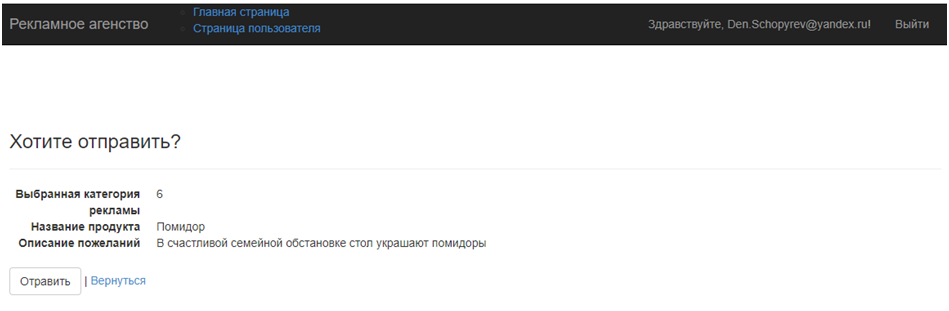 Рекламное агенство
Главная страница
Страница пользователя
Здравствуйте, Den.Schopyrev@yandex.ru!
Выйти
Хотите отправить?
Выбранная категория рекламы 6
Название продукта Помидор
Описание пожеланий В счастливой семейной обстановке стол украшают помидоры
Отравить | Вернуться